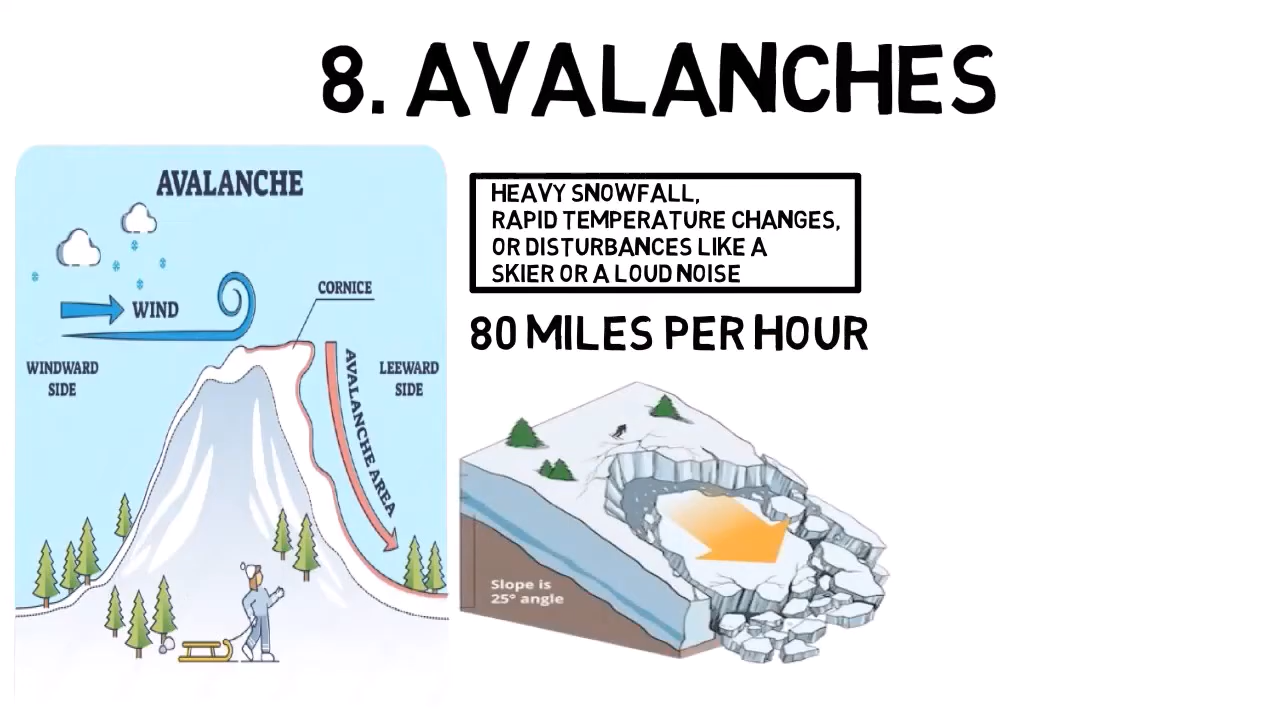 8. AVALANCHES
AVALANCHE
CORNICE
WIND
WINDWARD
SIDE
AVALANCHE AREA
LEEWARD
SIDE
HEAVY SNOWFALL,
RAPID TEMPERATURE CHANGES,
OR DISTURBANCES LIKE A
SKIER OR A LOUD NOISE
80 MILES PER HOUR
Slope is
25° angle